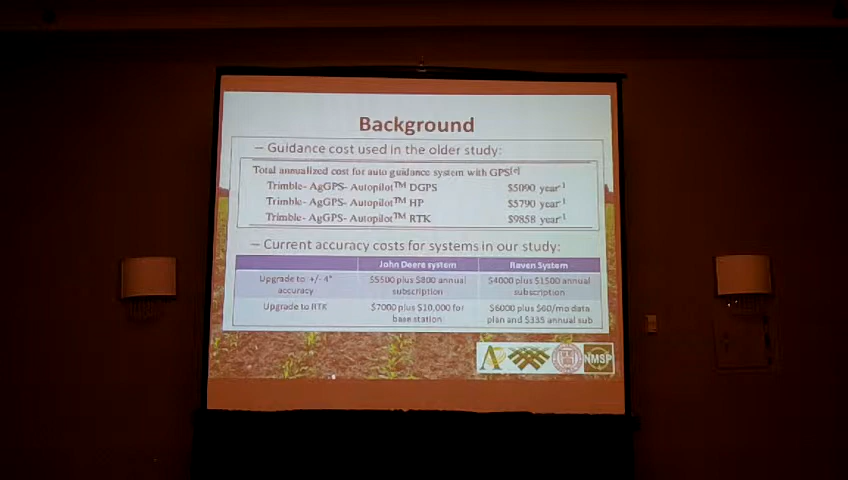 Background
– Guidance cost used in the older study:
Total annualized cost for auto guidance system with GPS[c]
Trimble- AgGPS- Autopilot™ DGPS $5090 year-1
Trimble- AgGPS- Autopilot™ HP $5790 year-1
Trimble- AgGPS- Autopilot™ RTK $9858 year-1
– Current accuracy costs for systems in our study:
John Deere system Raven System
Upgrade to +/- 4" $5500 plus $800 annual $4000 plus $1500 annual
accuracy subscription subscription
Upgrade to RTK $7000 plus $10,000 for $6000 plus $60/mo data
base station plan and $335 annual sub
NMSP